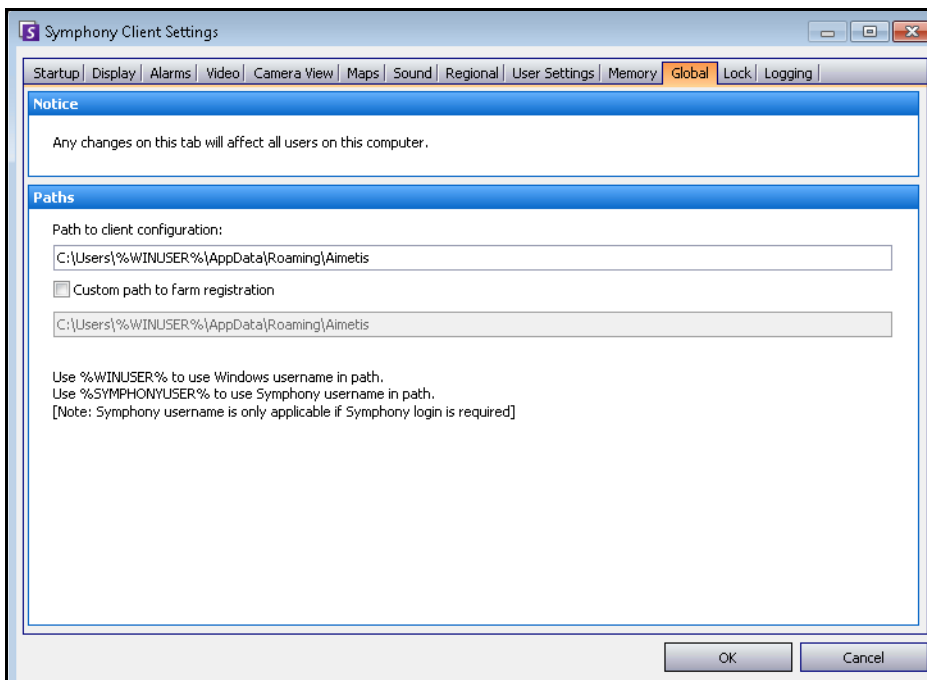 Symphony Client Settings
Startup Display Alarms Video Camera View Maps Sound Regional User Settings Memory Global Lock Logging
Notice
Any changes on this tab will affect all users on this computer.
Paths
Path to client configuration:
C:\Users\%WINUSER%\AppData\Roaming\Aimetis
Custom path to farm registration
C:\Users\%WINUSER%\AppData\Roaming\Aimetis
Use %WINUSER% to use Windows username in path.
Use %SYMPHONYUSER% to use Symphony username in path.
[Note: Symphony username is only applicable if Symphony login is required]
OK Cancel